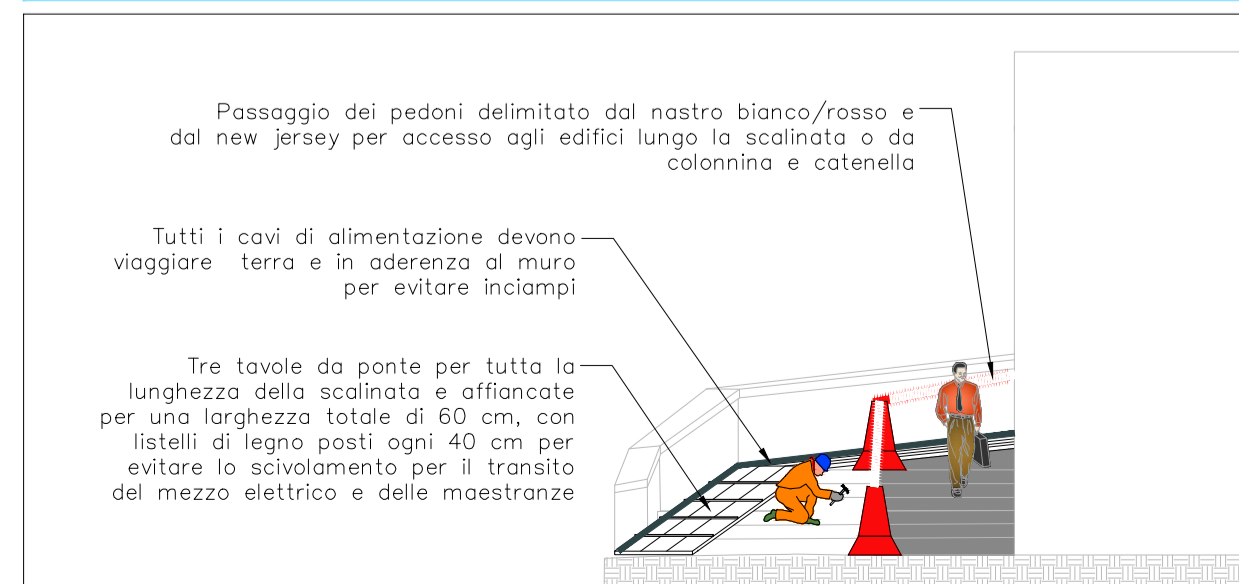 Passaggio dei pedoni delimitato dal nastro bianco/rosso e
dal new jersey per accesso agli edifici lungo la scalinata o da
colonnina e catenella
Tutti i cavi di alimentazione devono
viaggiare terra e in aderenza al muro
per evitare inciampi
Tre tavole da ponte per tutta la
lunghezza della scalinata e affiancate
per una larghezza totale di 60 cm, con
listelli di legno posti ogni 40 cm per
evitare lo scivolamento per il transito
del mezzo elettrico e delle maestranze